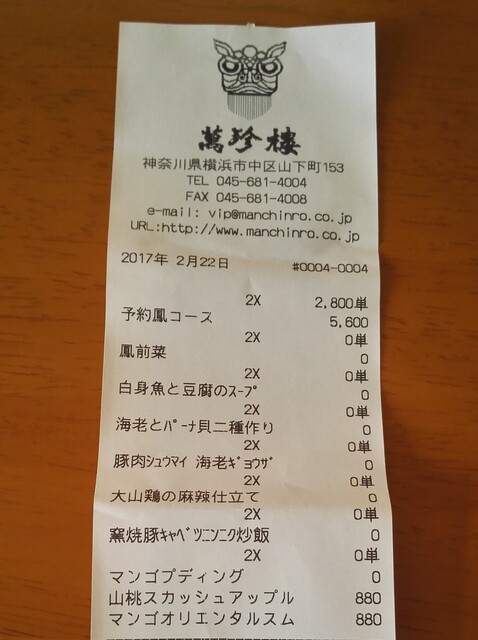 萬珍樓
神奈川県横浜市中区山下町153
TEL 045-681-4004
FAX 045-681-4008
e-mail: vip@manchinro.co.jp
URL:http://www.manchinro.co.jp
2017年 2月22日 #0004-0004
2X 2,800単
予約鳳コース 5,600
2X 0単
鳳前菜 0
2X 0単
白身魚と豆腐のｽｰﾌﾟ 0
2X 0単
海老とﾊﾟｰﾅ貝二種作り 0
2X 0単
豚肉ｼｭｳﾏｲ 海老ｷﾞｮｳｻﾞ 0
2X 0単
大山鶏の麻辣仕立て 0
2X 0単
窯焼豚ｷｬﾍﾞﾂﾆﾝﾆｸ炒飯 0
2X 0単
マンゴプディング 0
山桃スカッシュアップル 880
マンゴオリエンタルスム 880